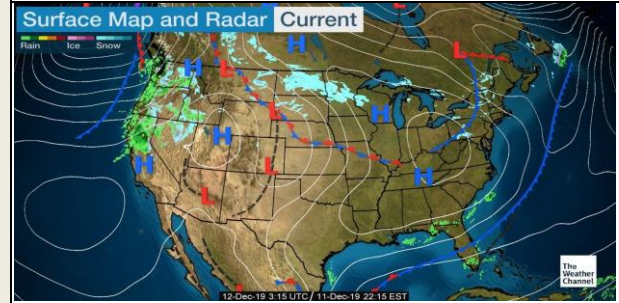 Surface Map and Radar Current
Rain Ice Snow
L
H
L
H
L
H
L
H
H
L
H
L
The
Weather
Channel
12-Dec-19 3:15 UTC / 11-Dec-19 22:15 EST